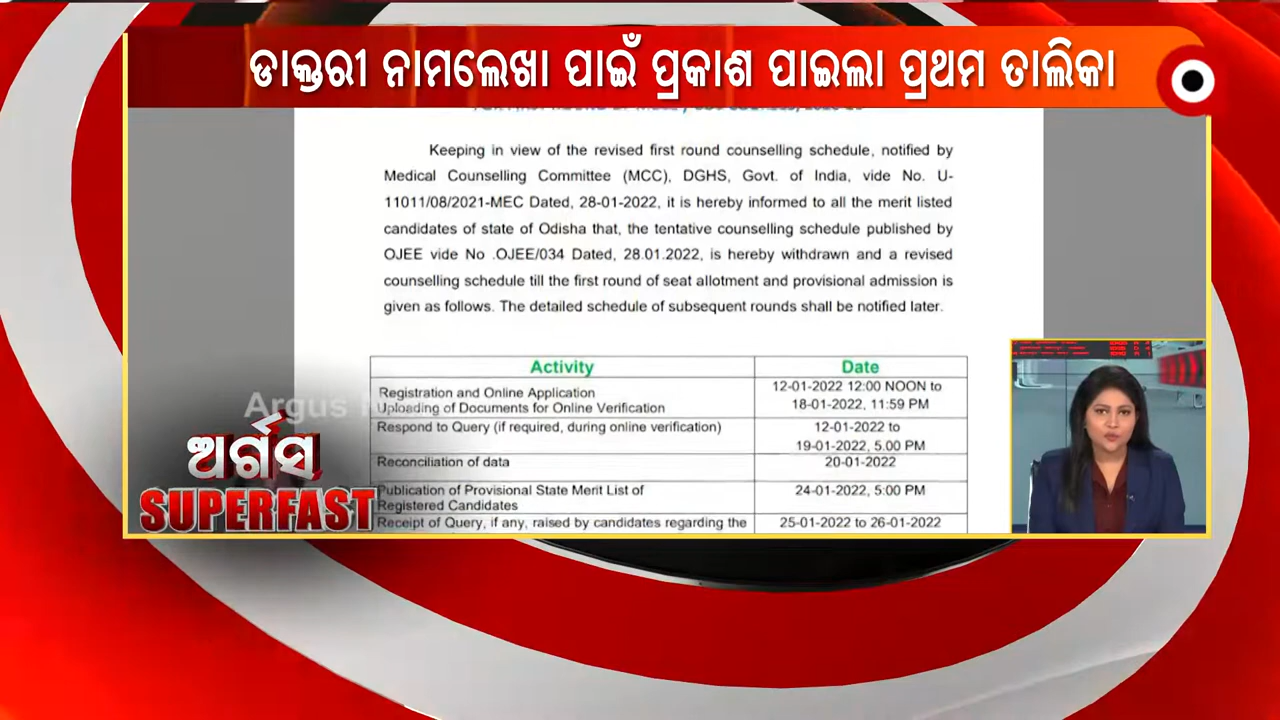 ଡାକ୍ତରୀ ନାମଲେଖା ପାଇଁ ପ୍ରକାଶ ପାଇଲା ପ୍ରଥମ ତାଲିକା
Keeping in view of the revised first round counselling schedule, notified by
Medical Counselling Committee (MCC), DGHS, Govt. of India, vide No. U-
11011/08/2021-MEC Dated, 28-01-2022, it is hereby informed to all the merit listed
candidates of state of Odisha that, the tentative counselling schedule published by
OJEE vide No .OJEE/034 Dated, 28.01.2022, is hereby withdrawn and a revised
counselling schedule till the first round of seat allotment and provisional admission is
given as follows. The detailed schedule of subsequent rounds shall be notified later.
Activity Date
Registration and Online Application 12-01-2022 12:00 NOON to
Uploading of Documents for Online Verification 18-01-2022, 11:59 PM
Respond to Query (if required, during online verification) 12-01-2022 to
19-01-2022, 5.00 PM
Reconciliation of data 20-01-2022
Publication of Provisional State Merit List of 24-01-2022, 5:00 PM
Registered Candidates
Receipt of Query, if any, raised by candidates regarding the 25-01-2022 to 26-01-2022
Argus
ଅର୍ଗସ
SUPERFAST